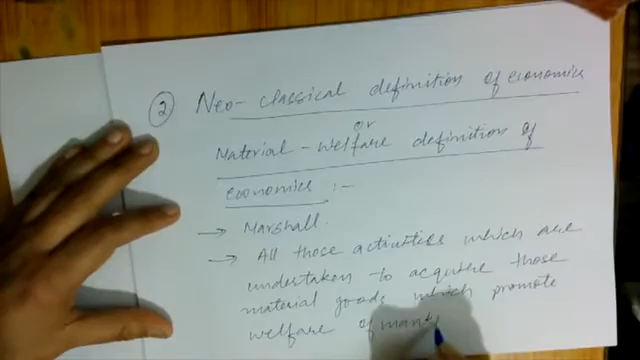 ② Neo-classical definition of economics
or
Material-welfare definition of
economics :-
→ Marshall.
→ All those activities which are
undertaken to acquire those
material goods which promote
welfare of mank